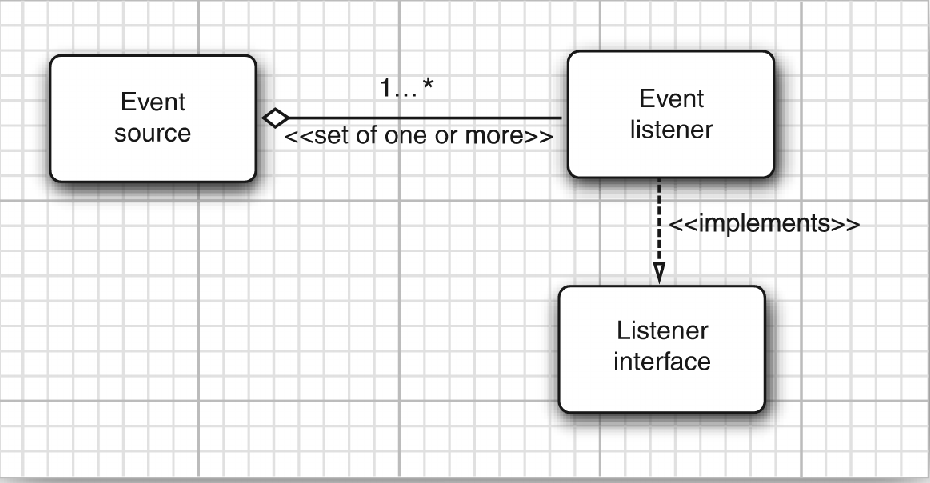 Event
source
1...*
<<set of one or more>>
Event
listener
<<implements>>
Listener
interface